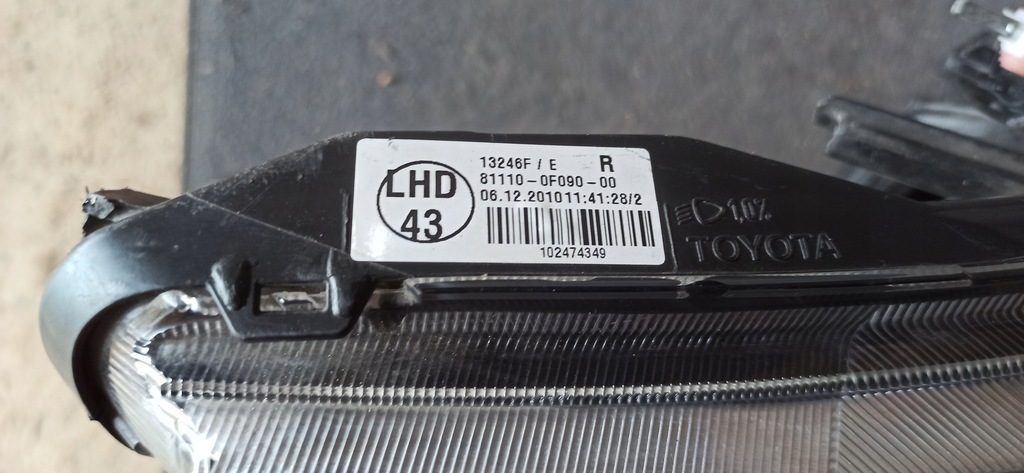 LHD
43
13246F / E R
81110-0F090-00
06.12.201011:41:28/2
102474349
1,0%
TOYOTA